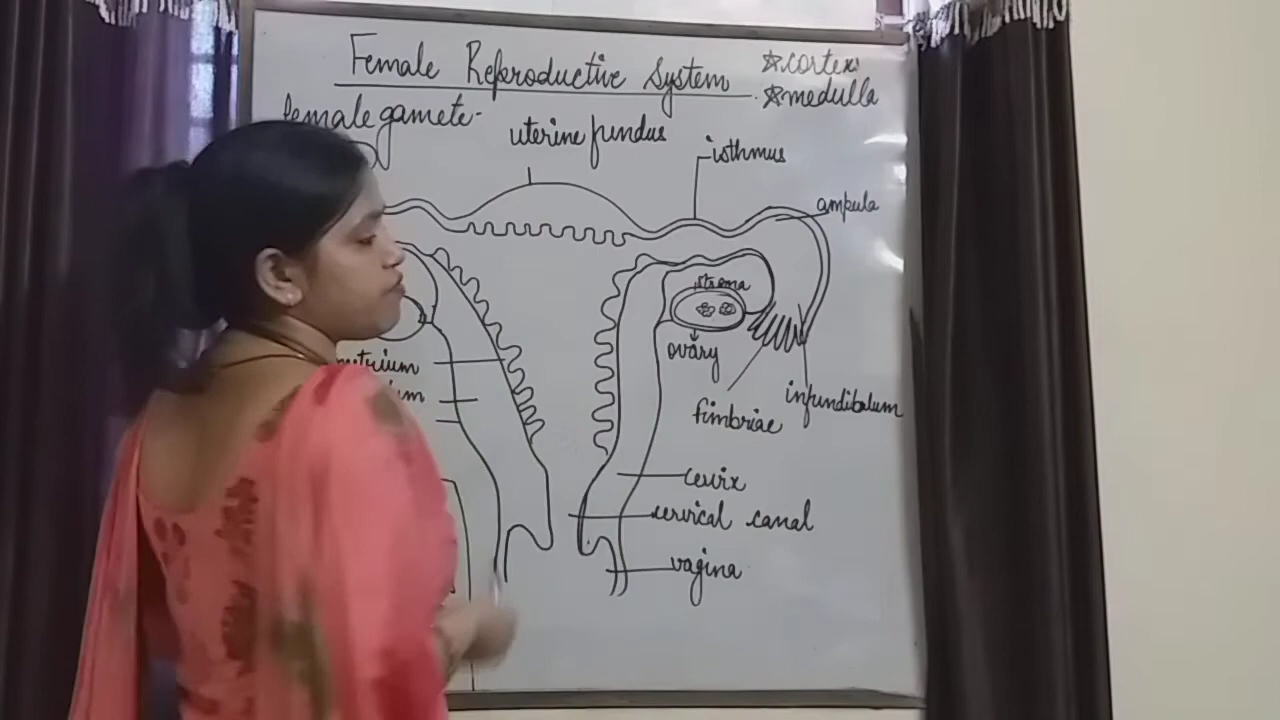 Female Reproductive System
☆cortex
☆medulla
female gamete-
uterine fundus
isthmus
ampula
stroma
ovary
infundibulum
fimbriae
cervix
cervical canal
vagina